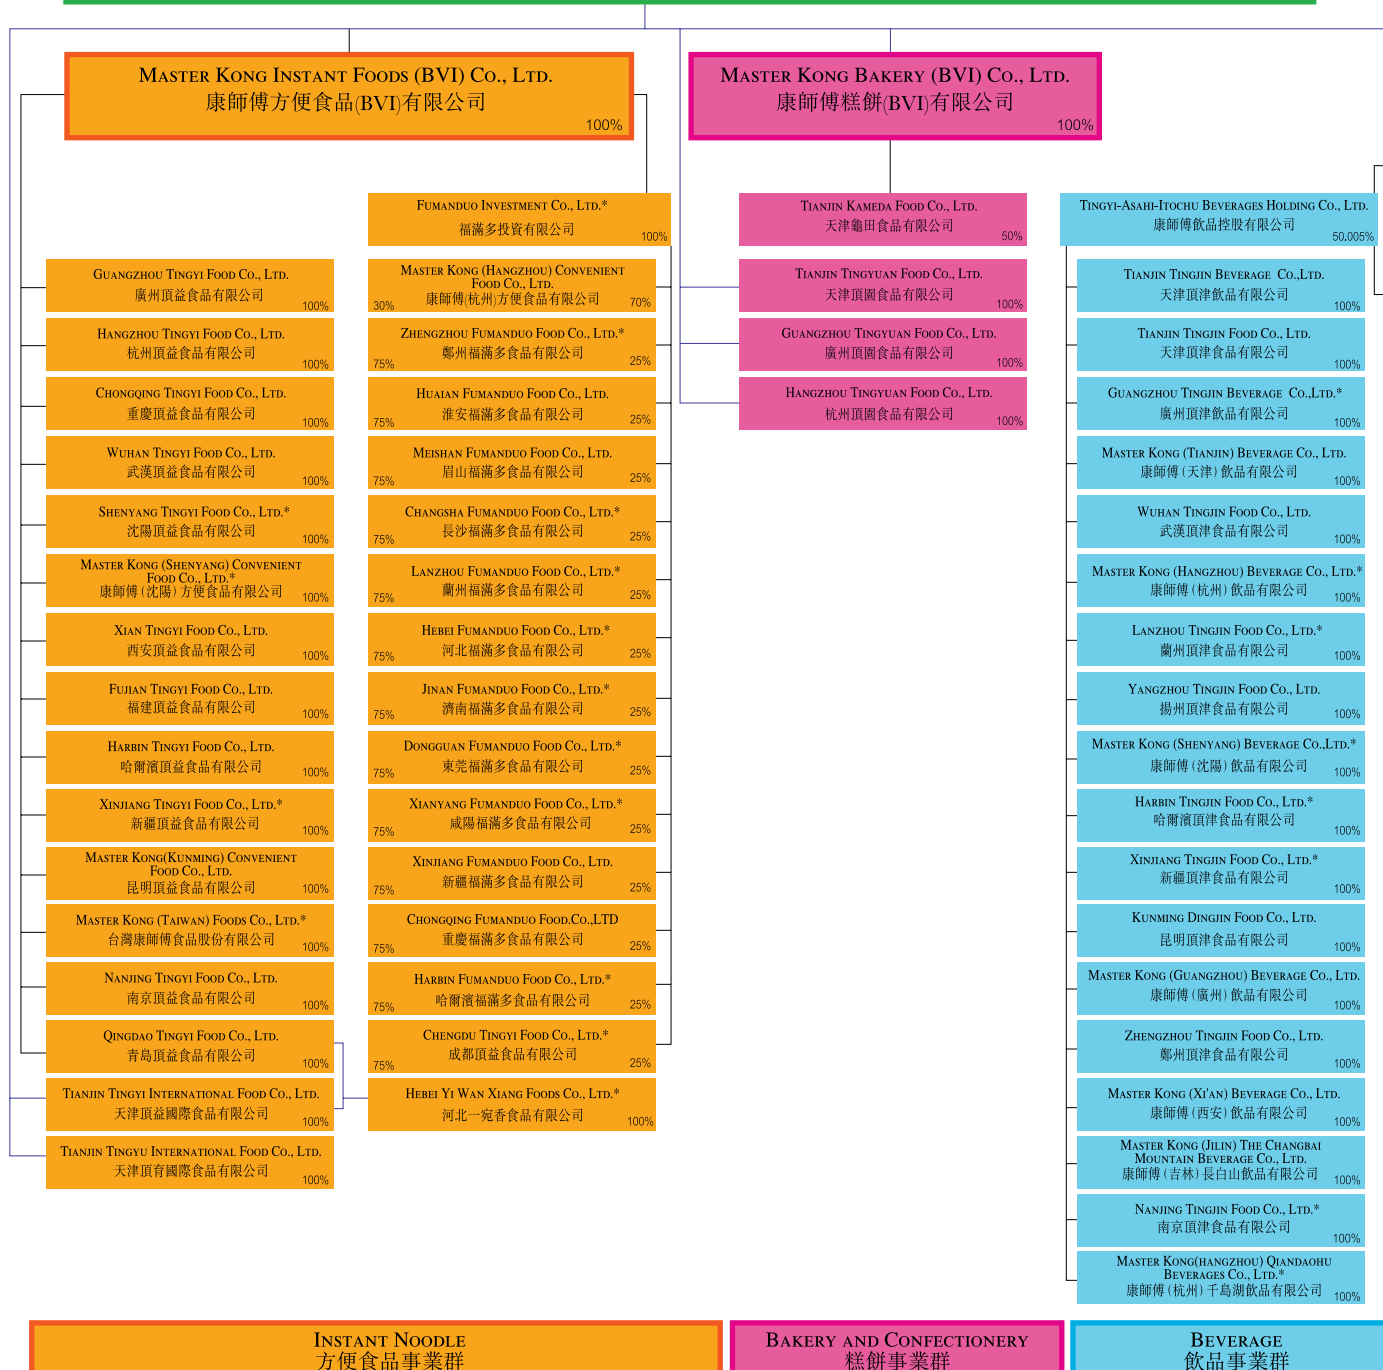 MASTER KONG INSTANT FOODS (BVI) CO., LTD.
康師傅方便食品(BVI)有限公司
100%
MASTER KONG BAKERY (BVI) CO., LTD.
康師傅糕餅(BVI)有限公司
100%
FUMANDUO INVESTMENT CO., LTD.*
福滿多投資有限公司
100%
TIANJIN KAMEDA FOOD CO., LTD.
天津龜田食品有限公司
50%
TINGYI-ASAHI-ITOCHU BEVERAGES HOLDING CO., LTD.
康師傅飲品控股有限公司
50.005%
GUANGZHOU TINGYI FOOD CO., LTD.
廣州頂益食品有限公司
100%
HANGZHOU TINGYI FOOD CO., LTD.
杭州頂益食品有限公司
100%
CHONGQING TINGYI FOOD CO., LTD.
重慶頂益食品有限公司
100%
WUHAN TINGYI FOOD CO., LTD.
武漢頂益食品有限公司
100%
SHENYANG TINGYI FOOD CO., LTD.*
沈陽頂益食品有限公司
100%
MASTER KONG (SHENYANG) CONVENIENT
FOOD CO., LTD.*
康師傅(沈陽)方便食品有限公司
100%
XIAN TINGYI FOOD CO., LTD.
西安頂益食品有限公司
100%
FUJIAN TINGYI FOOD CO., LTD.
福建頂益食品有限公司
100%
HARBIN TINGYI FOOD CO., LTD.
哈爾濱頂益食品有限公司
100%
XINJIANG TINGYI FOOD CO., LTD.*
新疆頂益食品有限公司
100%
MASTER KONG(KUNMING) CONVENIENT
FOOD CO., LTD.
昆明頂益食品有限公司
100%
MASTER KONG (TAIWAN) FOODS CO., LTD.*
台灣康師傅食品股份有限公司
100%
NANJING TINGYI FOOD CO., LTD.
南京頂益食品有限公司
100%
QINGDAO TINGYI FOOD CO., LTD.
青島頂益食品有限公司
100%
TIANJIN TINGYI INTERNATIONAL FOOD CO., LTD.
天津頂益國際食品有限公司
100%
TIANJIN TINGYU INTERNATIONAL FOOD CO., LTD.
天津頂育國際食品有限公司
100%
MASTER KONG (HANGZHOU) CONVENIENT
FOOD CO., LTD.
康師傅(杭州)方便食品有限公司
30% 70%
ZHENGZHOU FUMANDUO FOOD CO., LTD.*
鄭州福滿多食品有限公司
75% 25%
HUAIAN FUMANDUO FOOD CO., LTD.
淮安福滿多食品有限公司
75% 25%
MEISHAN FUMANDUO FOOD CO., LTD.
眉山福滿多食品有限公司
75% 25%
CHANGSHA FUMANDUO FOOD CO., LTD.*
長沙福滿多食品有限公司
75% 25%
LANZHOU FUMANDUO FOOD CO., LTD.*
蘭州福滿多食品有限公司
75% 25%
HEBEI FUMANDUO FOOD CO., LTD.*
河北福滿多食品有限公司
75% 25%
JINAN FUMANDUO FOOD CO., LTD.*
濟南福滿多食品有限公司
75% 25%
DONGGUAN FUMANDUO FOOD CO., LTD.*
東莞福滿多食品有限公司
75% 25%
XIANYANG FUMANDUO FOOD CO., LTD.*
咸陽福滿多食品有限公司
75% 25%
XINJIANG FUMANDUO FOOD CO., LTD.
新疆福滿多食品有限公司
75% 25%
CHONGQING FUMANDUO FOOD.CO.,LTD
重慶福滿多食品有限公司
75% 25%
HARBIN FUMANDUO FOOD CO., LTD.*
哈爾濱福滿多食品有限公司
75% 25%
CHENGDU TINGYI FOOD CO., LTD.*
成都頂益食品有限公司
75% 25%
HEBEI YI WAN XIANG FOODS CO., LTD.*
河北一宛香食品有限公司
100%
TIANJIN TINGYUAN FOOD CO., LTD.
天津頂園食品有限公司
100%
GUANGZHOU TINGYUAN FOOD CO., LTD.
廣州頂園食品有限公司
100%
HANGZHOU TINGYUAN FOOD CO., LTD.
杭州頂園食品有限公司
100%
TIANJIN TINGJIN BEVERAGE CO.,LTD.
天津頂津飲品有限公司
100%
TIANJIN TINGJIN FOOD CO., LTD.
天津頂津食品有限公司
100%
GUANGZHOU TINGJIN BEVERAGE CO.,LTD.*
廣州頂津飲品有限公司
100%
MASTER KONG (TIANJIN) BEVERAGE CO., LTD.
康師傅(天津)飲品有限公司
100%
WUHAN TINGJIN FOOD CO., LTD.
武漢頂津食品有限公司
100%
MASTER KONG (HANGZHOU) BEVERAGE CO., LTD.*
康師傅(杭州)飲品有限公司
100%
LANZHOU TINGJIN FOOD CO., LTD.*
蘭州頂津食品有限公司
100%
YANGZHOU TINGJIN FOOD CO., LTD.
揚州頂津食品有限公司
100%
MASTER KONG (SHENYANG) BEVERAGE CO.,LTD.*
康師傅(沈陽)飲品有限公司
100%
HARBIN TINGJIN FOOD CO., LTD.*
哈爾濱頂津食品有限公司
100%
XINJIANG TINGJIN FOOD CO., LTD.*
新疆頂津食品有限公司
100%
KUNMING DINGJIN FOOD CO., LTD.
昆明頂津食品有限公司
100%
MASTER KONG (GUANGZHOU) BEVERAGE CO., LTD.
康師傅(廣州)飲品有限公司
100%
ZHENGZHOU TINGJIN FOOD CO., LTD.
鄭州頂津食品有限公司
100%
MASTER KONG (XI'AN) BEVERAGE CO., LTD.
康師傅(西安)飲品有限公司
100%
MASTER KONG (JILIN) THE CHANGBAI
MOUNTAIN BEVERAGE CO., LTD.
康師傅(吉林)長白山飲品有限公司
100%
NANJING TINGJIN FOOD CO., LTD.*
南京頂津食品有限公司
100%
MASTER KONG(HANGZHOU) QIANDAOHU
BEVERAGES CO., LTD.*
康師傅(杭州)千島湖飲品有限公司
100%
INSTANT NOODLE
方便食品事業群
BAKERY AND CONFECTIONERY
糕餅事業群
BEVERAGE
飲品事業群